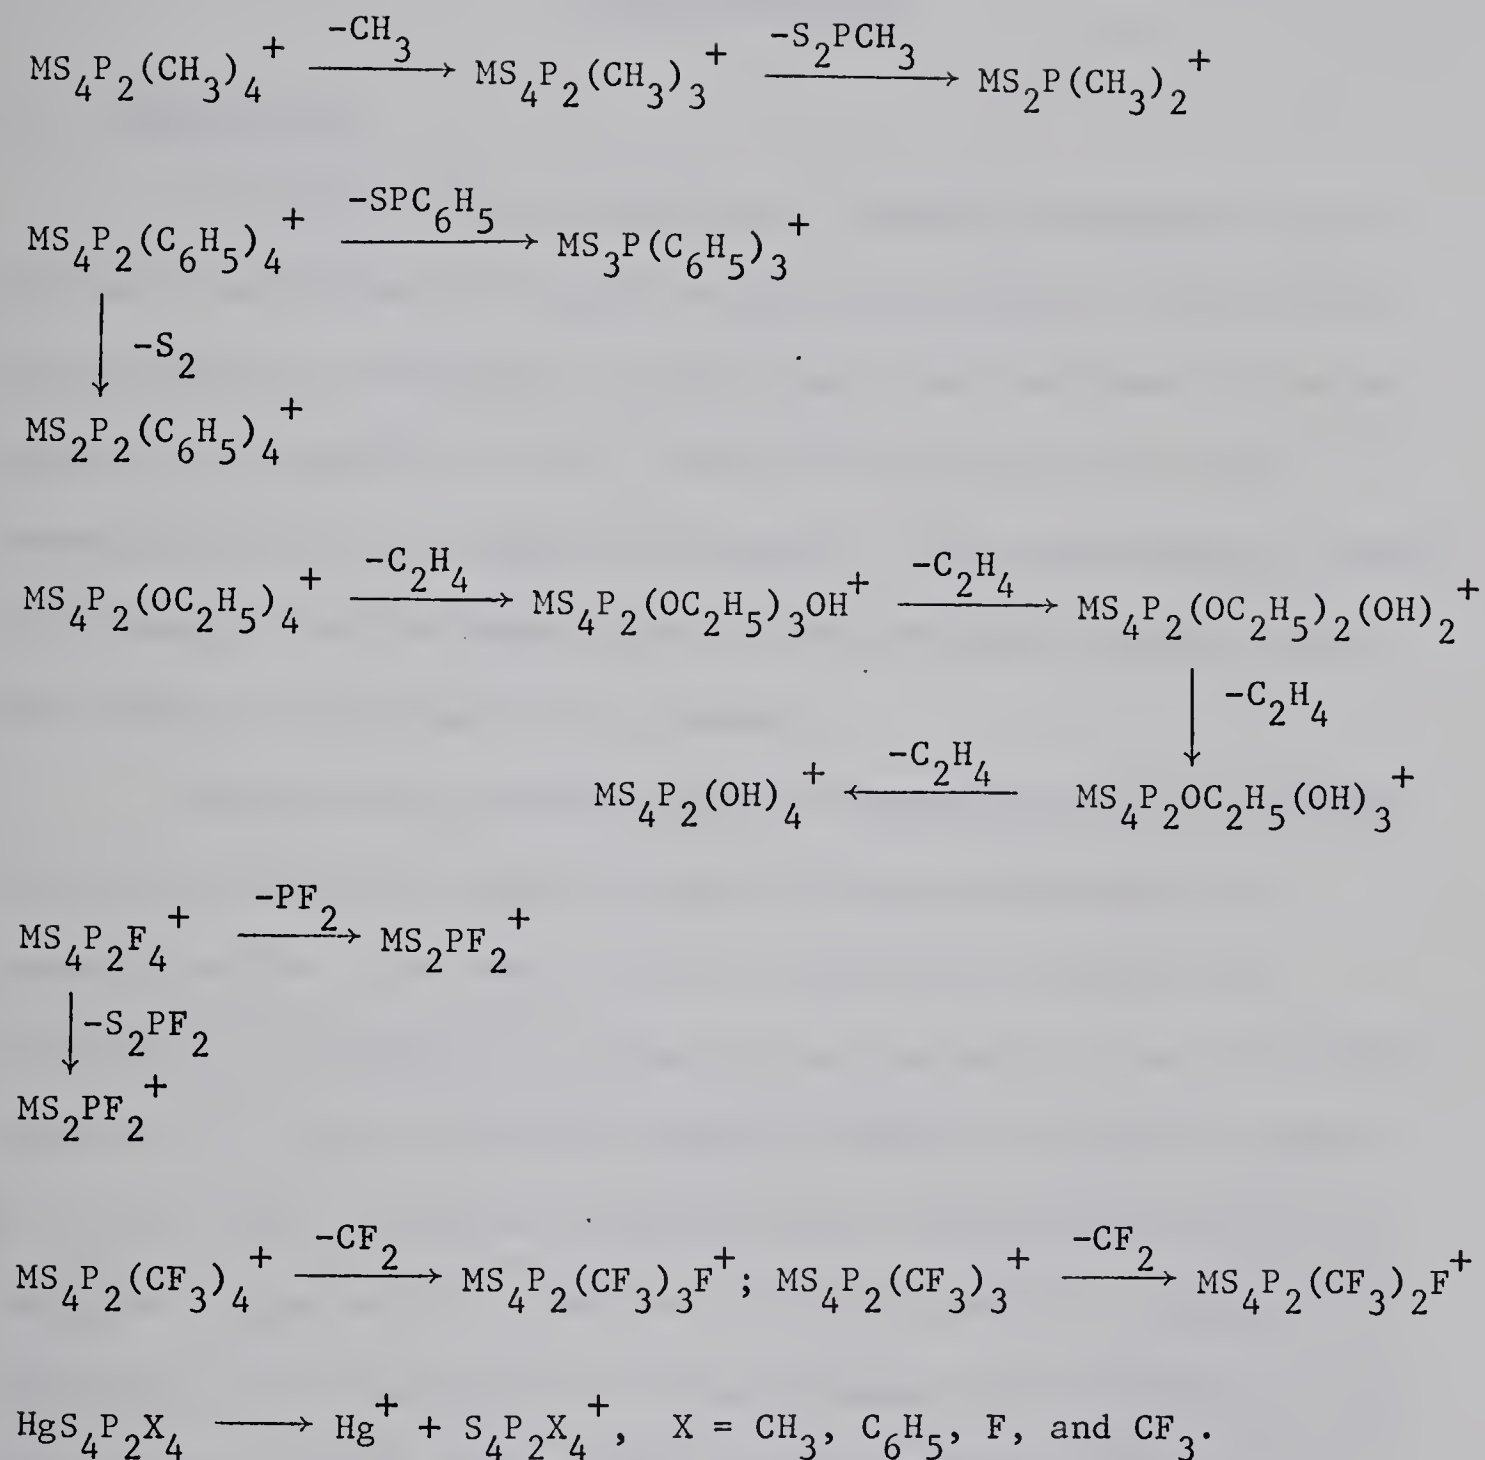 MS₄P₂(CH₃)₄⁺ —-CH₃→ MS₄P₂(CH₃)₃⁺ —-S₂PCH₃→ MS₂P(CH₃)₂⁺
MS₄P₂(C₆H₅)₄⁺ —-SPC₆H₅→ MS₃P(C₆H₅)₃⁺
↓ -S₂
MS₂P₂(C₆H₅)₄⁺
MS₄P₂(OC₂H₅)₄⁺ —-C₂H₄→ MS₄P₂(OC₂H₅)₃OH⁺ —-C₂H₄→ MS₄P₂(OC₂H₅)₂(OH)₂⁺
↓ -C₂H₄
MS₄P₂(OH)₄⁺ ←-C₂H₄— MS₄P₂OC₂H₅(OH)₃⁺
MS₄P₂F₄⁺ —-PF₂→ MS₂PF₂⁺
↓ -S₂PF₂
MS₂PF₂⁺
MS₄P₂(CF₃)₄⁺ —-CF₂→ MS₄P₂(CF₃)₃F⁺; MS₄P₂(CF₃)₃⁺ —-CF₂→ MS₄P₂(CF₃)₂F⁺
HgS₄P₂X₄ ⟶ Hg⁺ + S₄P₂X₄⁺, X = CH₃, C₆H₅, F, and CF₃.